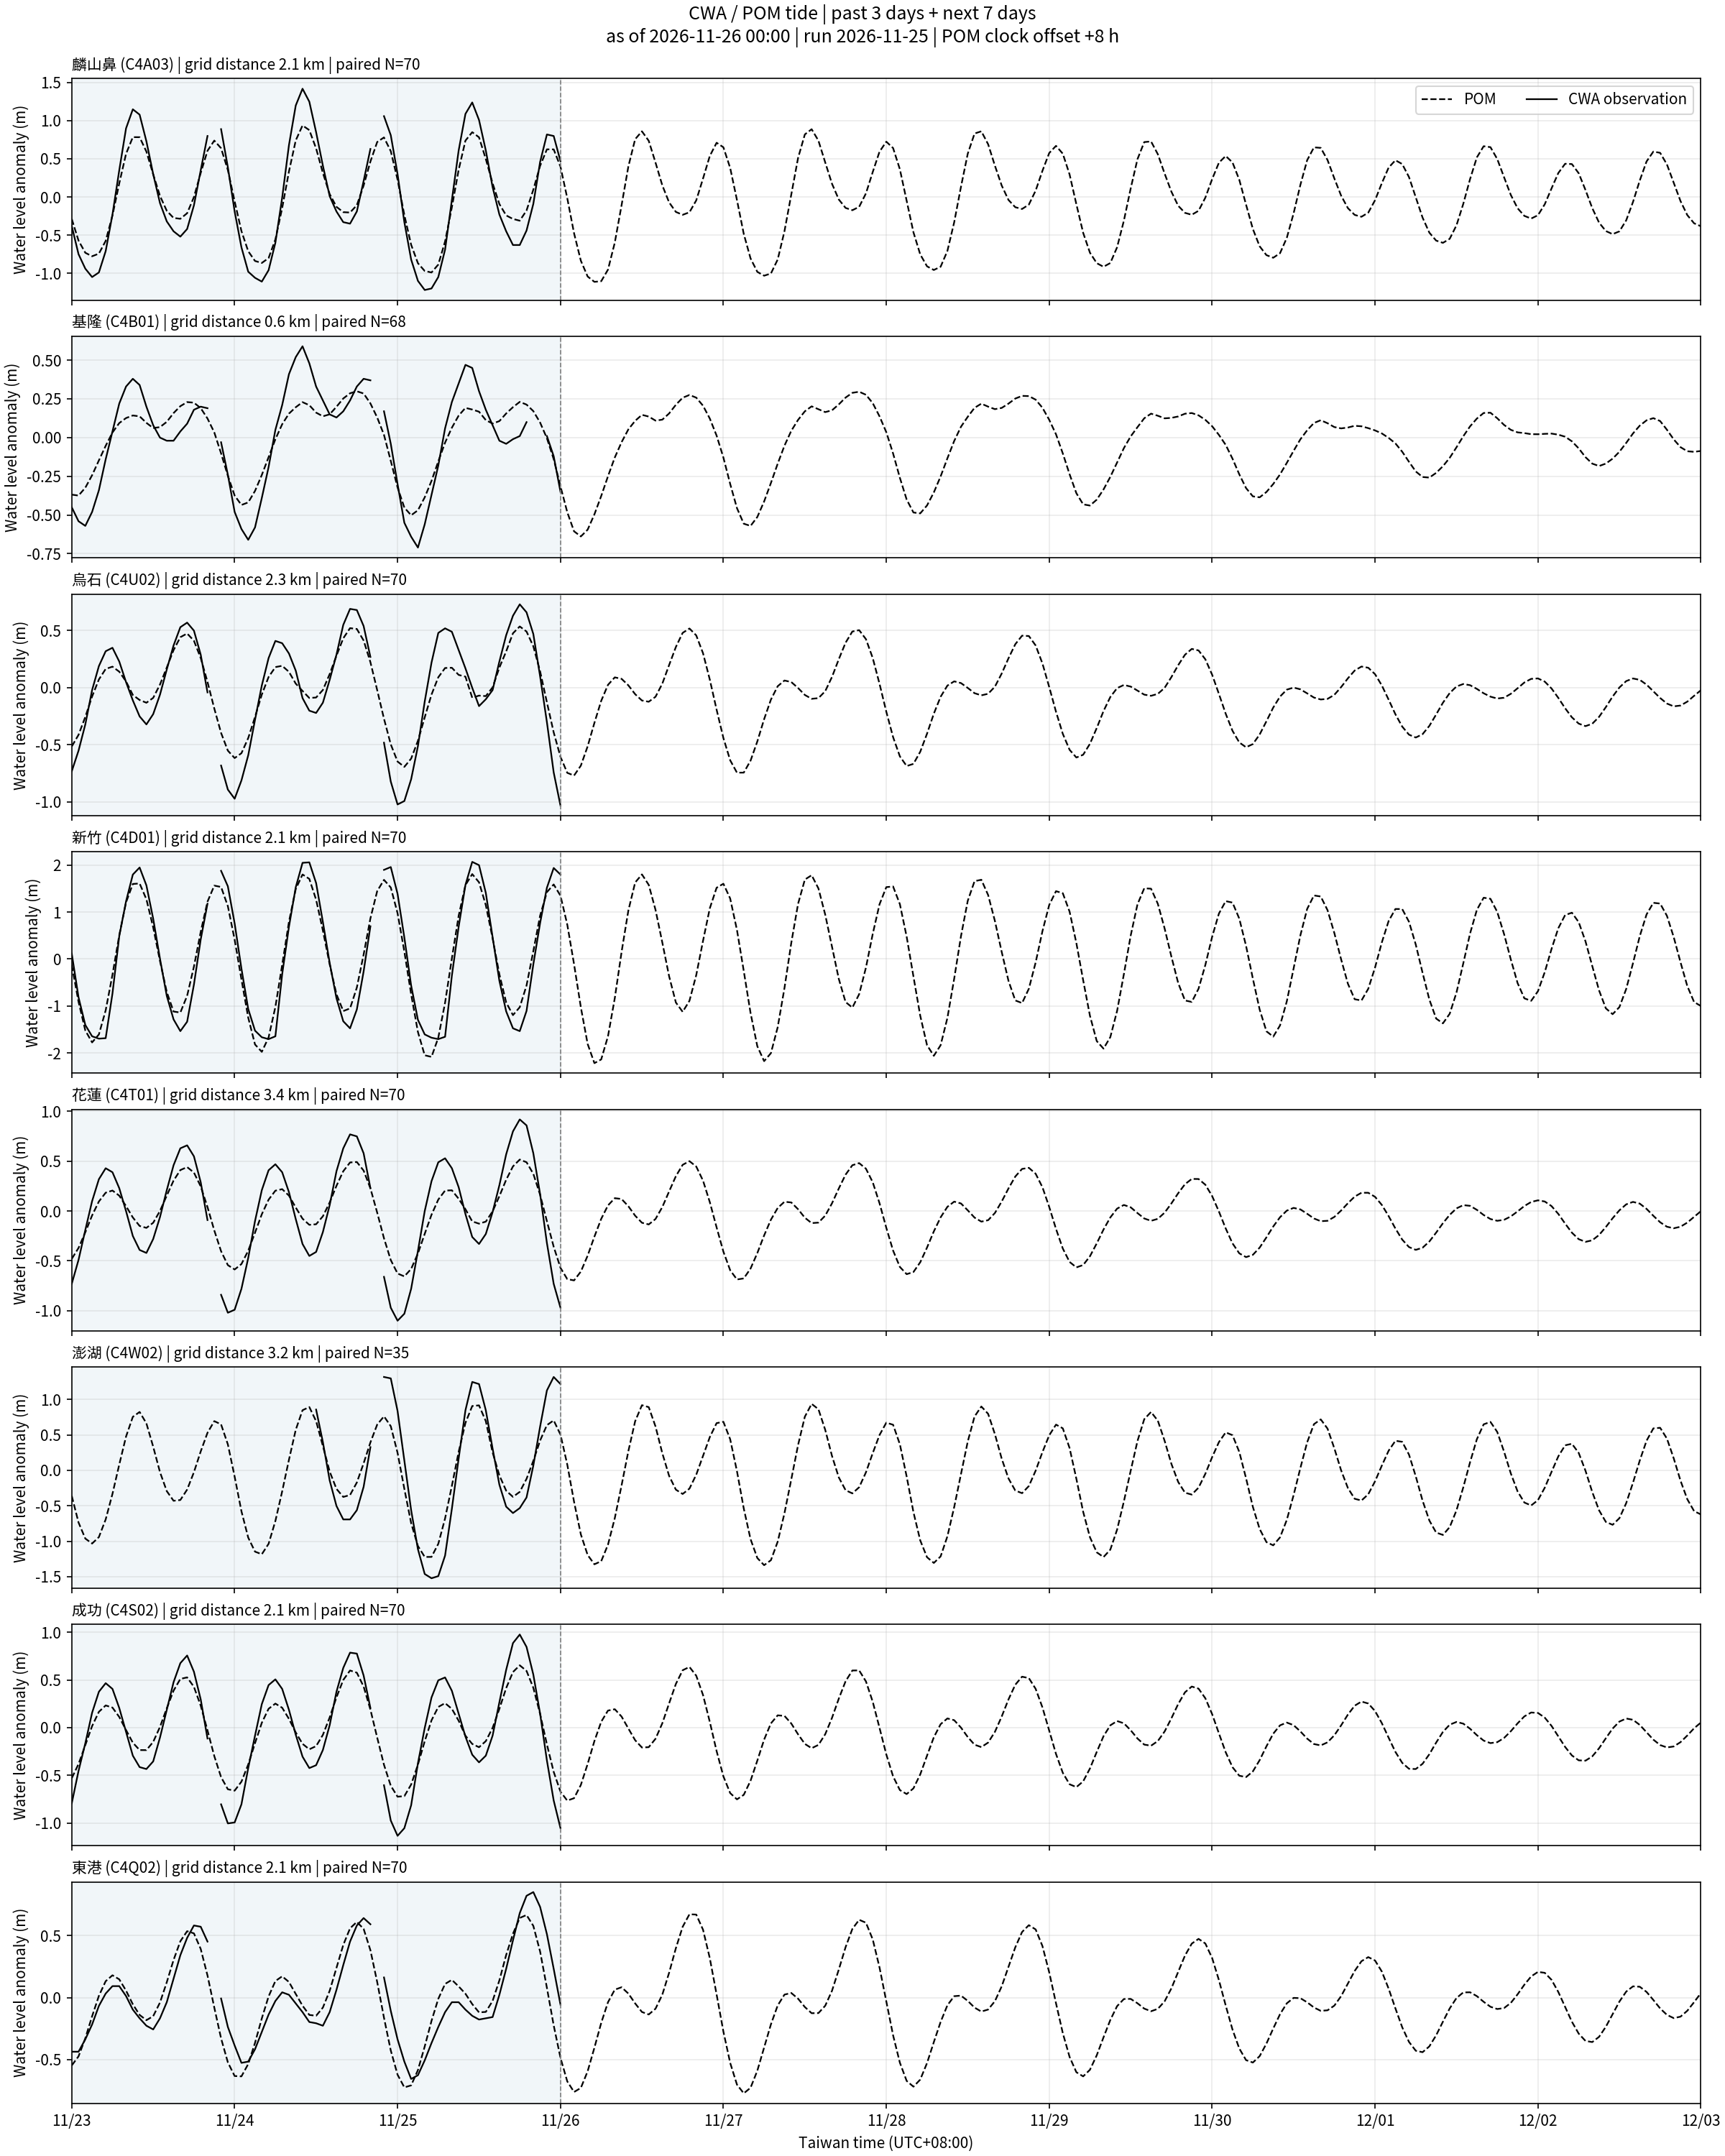 CWA / POM tide | past 3 days + next 7 days
as of 2026-11-26 00:00 | run 2026-11-25 | POM clock offset +8 h
麟山鼻 (C4A03) | grid distance 2.1 km | paired N=70
POM
CWA observation
Water level anomaly (m)
1.5
1.0
0.5
0.0
-0.5
-1.0
基隆 (C4B01) | grid distance 0.6 km | paired N=68
Water level anomaly (m)
0.50
0.25
0.00
-0.25
-0.50
-0.75
烏石 (C4U02) | grid distance 2.3 km | paired N=70
Water level anomaly (m)
0.5
0.0
-0.5
-1.0
新竹 (C4D01) | grid distance 2.1 km | paired N=70
Water level anomaly (m)
2
1
0
-1
-2
花蓮 (C4T01) | grid distance 3.4 km | paired N=70
Water level anomaly (m)
1.0
0.5
0.0
-0.5
-1.0
澎湖 (C4W02) | grid distance 3.2 km | paired N=35
Water level anomaly (m)
1.0
0.5
0.0
-0.5
-1.0
-1.5
成功 (C4S02) | grid distance 2.1 km | paired N=70
Water level anomaly (m)
1.0
0.5
0.0
-0.5
-1.0
東港 (C4Q02) | grid distance 2.1 km | paired N=70
Water level anomaly (m)
0.5
0.0
-0.5
11/23 11/24 11/25 11/26 11/27 11/28 11/29 11/30 12/01 12/02 12/03
Taiwan time (UTC+08:00)